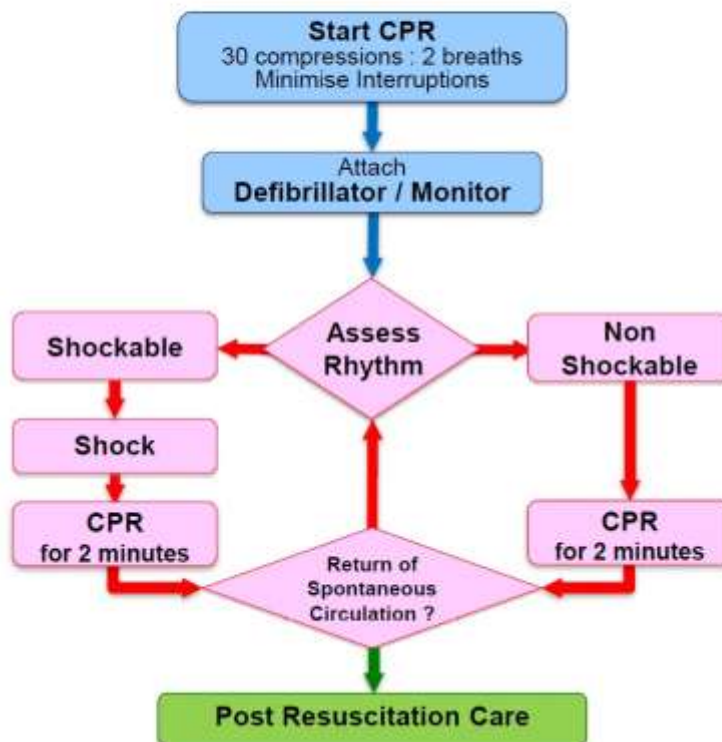 Start CPR
30 compressions : 2 breaths
Minimise Interruptions
Attach
Defibrillator / Monitor
Assess
Rhythm
Shockable
Non
Shockable
Shock
CPR
for 2 minutes
CPR
for 2 minutes
Return of
Spontaneous
Circulation ?
Post Resuscitation Care